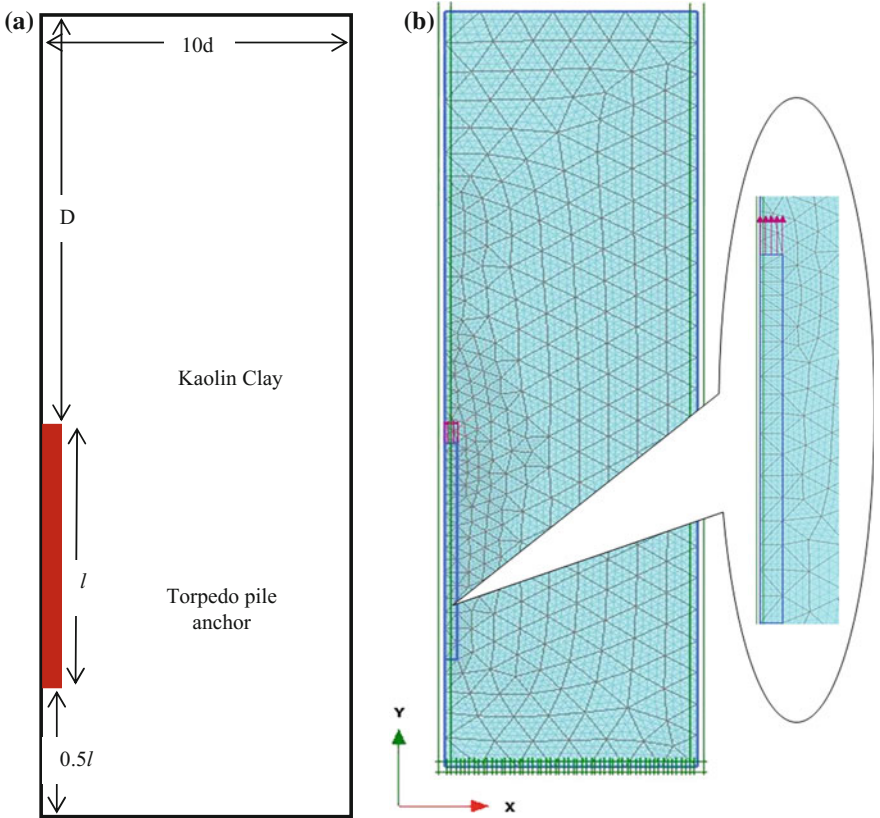 (a)
10d
D
Kaolin Clay
l
Torpedo pile
anchor
0.5l
(b)
Y
X